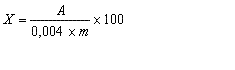 X = A / (0,004 × m) × 100